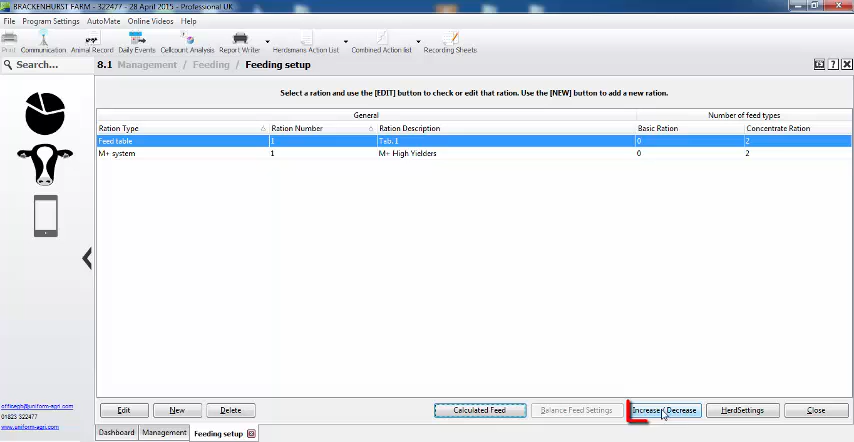 BRACKENHURST FARM - 322477 - 28 April 2015 - Professional UK
File Program Settings AutoMate Online Videos Help
Print Communication Animal Record Daily Events Cellcount Analysis Report Writer Herdsmans Action List Combined Action list Recording Sheets
Search... 8.1 Management / Feeding / Feeding setup
Select a ration and use the [EDIT] button to check or edit that ration. Use the [NEW] button to add a new ration.
General Number of feed types
Ration Type Ration Number Ration Description Basic Ration Concentrate Ration
Feed table 1 Tab. 1 0 2
M+ system 1 M+ High Yielders 0 2
Edit New Delete Calculated Feed Balance Feed Settings Increase / Decrease HerdSettings Close
officegb@uniform-agri.com
01823 322477
www.uniform-agri.com
Dashboard Management Feeding setup